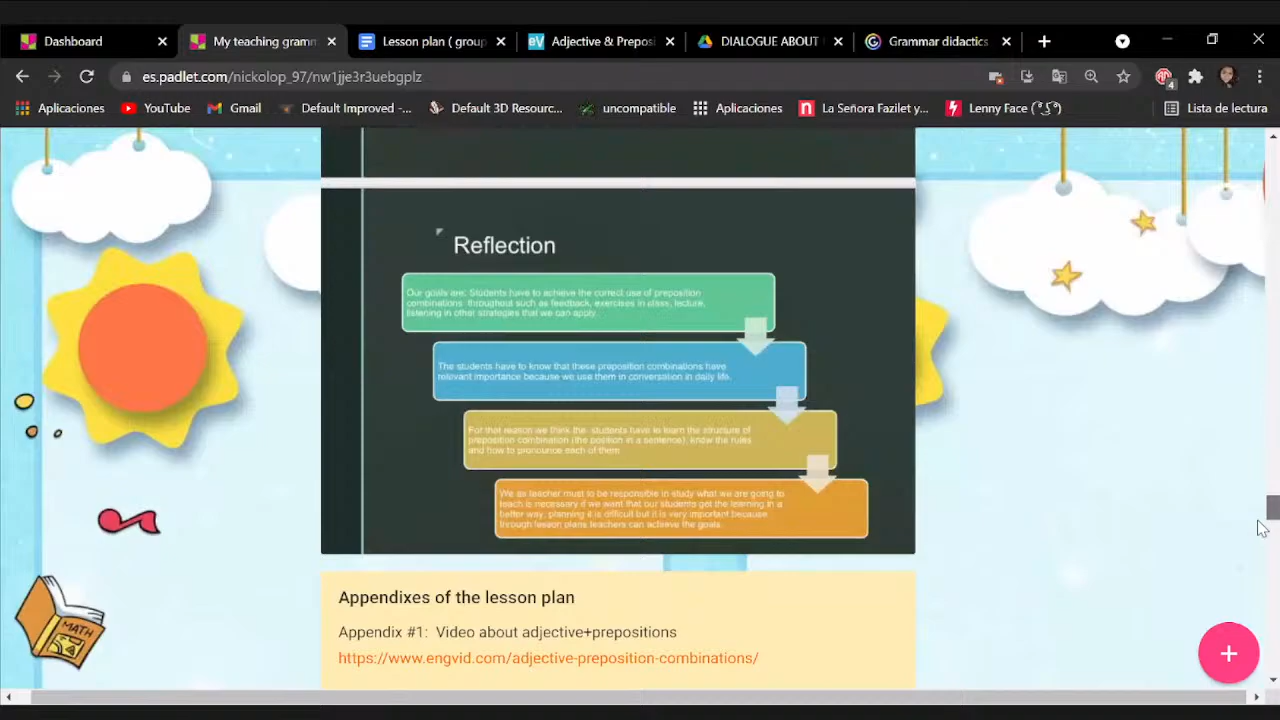 Dashboard
My teaching gramm
Lesson plan ( group
Adjective & Preposi
DIALOGUE ABOUT
Grammar didactics
es.padlet.com/nickolop_97/nw1jje3r3uebgplz
4
Aplicaciones
YouTube
Gmail
Default Improved -...
Default 3D Resourc...
uncompatible
Aplicaciones
La Señora Fazilet y...
Lenny Face ( ͡° ͜ʖ ͡°)
Lista de lectura
Reflection
Our goals are: Students have to achieve the correct use of preposition
combinations throughout such as feedback, exercises in class, lecture,
listening in other strategies that we can apply.
The students have to know that these preposition combinations have
relevant importance because we use them in conversation in daily life.
For that reason we think the students have to learn the structure of
preposition combination (the position in a sentence), know the rules
and how to pronounce each of them
We as teacher must to be responsible in study what we are going to
teach is necessary if we want that our students get the learning in a
better way, planning it is difficult but it is very important because
through lesson plans teachers can achieve the goals.
MATH
Appendixes of the lesson plan
Appendix #1: Video about adjective+prepositions
https://www.engvid.com/adjective-preposition-combinations/